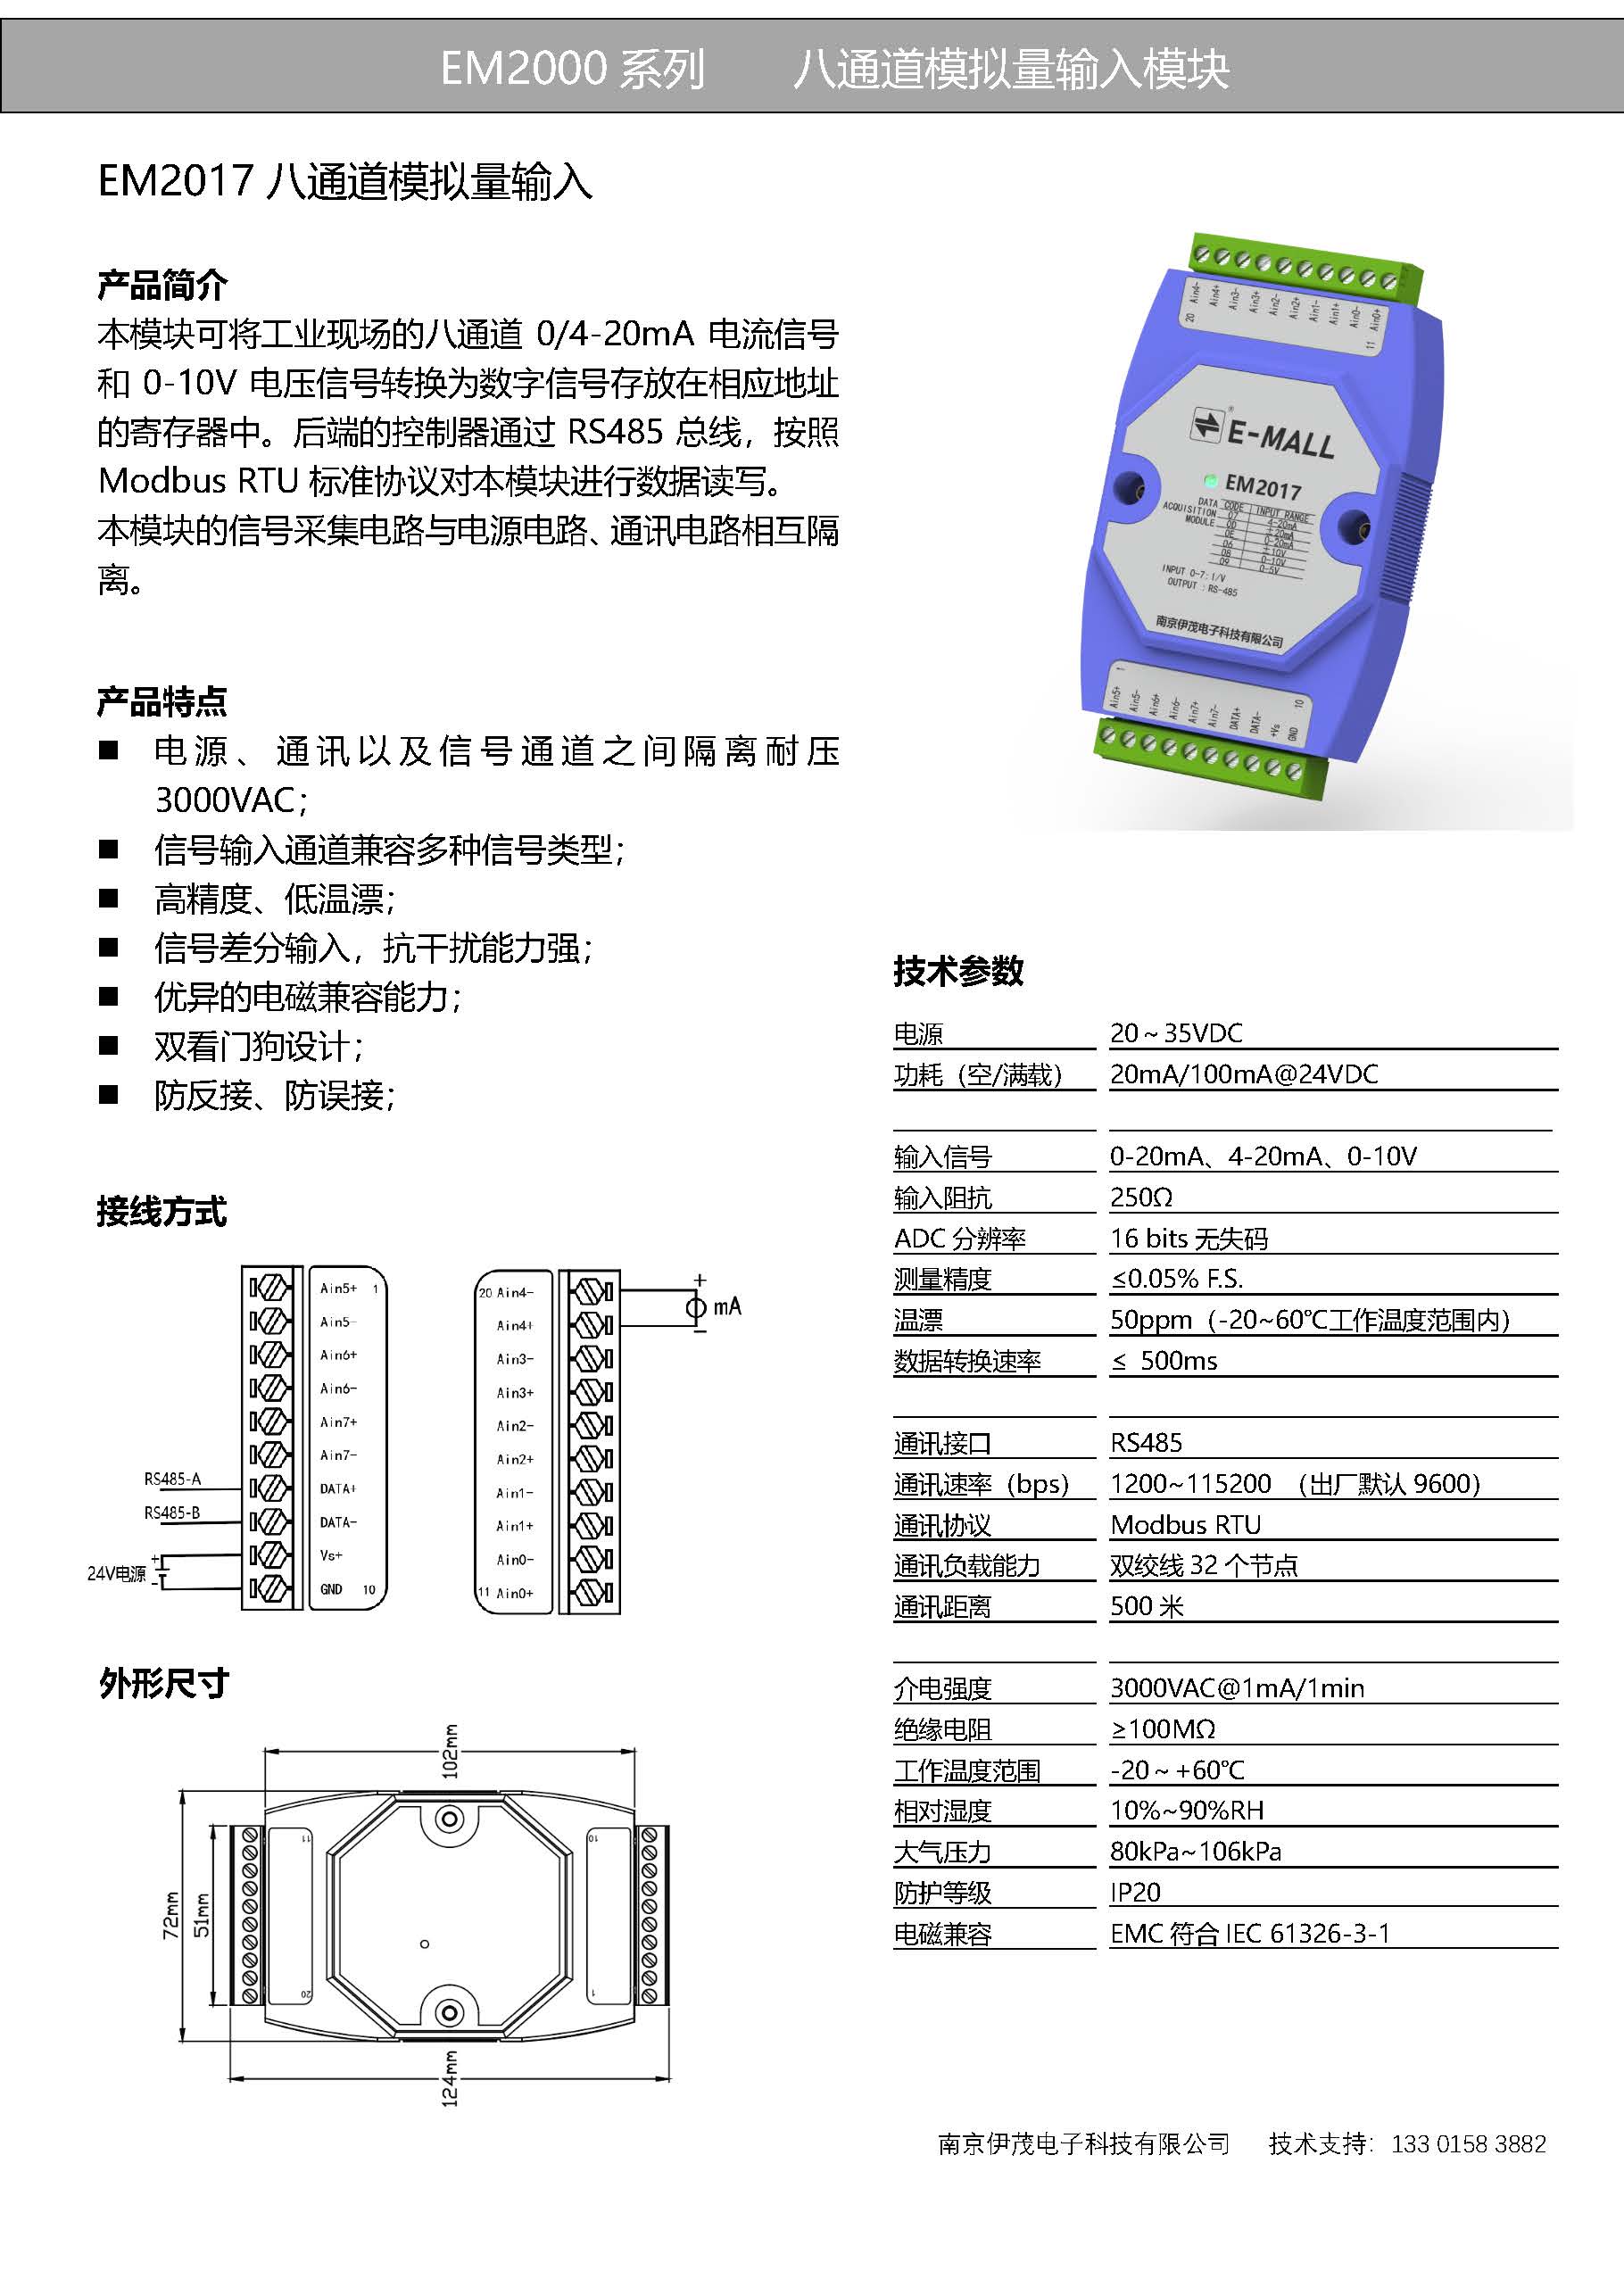 EM2000 系列 八通道模拟量输入模块
EM2017 八通道模拟量输入
产品简介
本模块可将工业现场的八通道 0/4-20mA 电流信号
和 0-10V 电压信号转换为数字信号存放在相应地址
的寄存器中。后端的控制器通过 RS485 总线，按照
Modbus RTU 标准协议对本模块进行数据读写。
本模块的信号采集电路与电源电路、通讯电路相互隔
离。
产品特点
■ 电源、通讯以及信号通道之间隔离耐压
3000VAC；
■ 信号输入通道兼容多种信号类型；
■ 高精度、低温漂；
■ 信号差分输入，抗干扰能力强；
■ 优异的电磁兼容能力；
■ 双看门狗设计；
■ 防反接、防误接；
接线方式
Ain5+ 1
Ain5-
Ain6+
Ain6-
Ain7+
Ain7-
RS485-A DATA+
RS485-B DATA-
24V电源 + Vs+
- GND 10
20 Ain4- +
mA
Ain4+ −
Ain3-
Ain3+
Ain2-
Ain2+
Ain1-
Ain1+
Ain0-
11 Ain0+
外形尺寸
102mm
72mm
51mm
124mm
11
20
10
1
20 Ain4- Ain4+ Ain3- Ain3+ Ain2- Ain2+ Ain1- Ain1+ Ain0- Ain0+ 11
E-MALL ®
EM2017
DATA ACQUISITION MODULE
CODE INPUT RANGE
07 4-20mA
0D ±20mA
0E 0-20mA
06 ±10V
08 0-10V
09 0-5V
INPUT 0-7: I/V
OUTPUT : RS-485
南京伊茂电子科技有限公司
1 Ain5+ Ain5- Ain6+ Ain6- Ain7+ Ain7- DATA+ DATA- +Vs GND 10
技术参数
电源 20～35VDC
功耗（空/满载） 20mA/100mA@24VDC
输入信号 0-20mA、4-20mA、0-10V
输入阻抗 250Ω
ADC 分辨率 16 bits 无失码
测量精度 ≤0.05% F.S.
温漂 50ppm（-20~60℃工作温度范围内）
数据转换速率 ≤ 500ms
通讯接口 RS485
通讯速率（bps） 1200~115200 （出厂默认 9600）
通讯协议 Modbus RTU
通讯负载能力 双绞线 32 个节点
通讯距离 500 米
介电强度 3000VAC@1mA/1min
绝缘电阻 ≥100MΩ
工作温度范围 -20～+60℃
相对湿度 10%~90%RH
大气压力 80kPa~106kPa
防护等级 IP20
电磁兼容 EMC 符合 IEC 61326-3-1
南京伊茂电子科技有限公司 技术支持：133 0158 3882